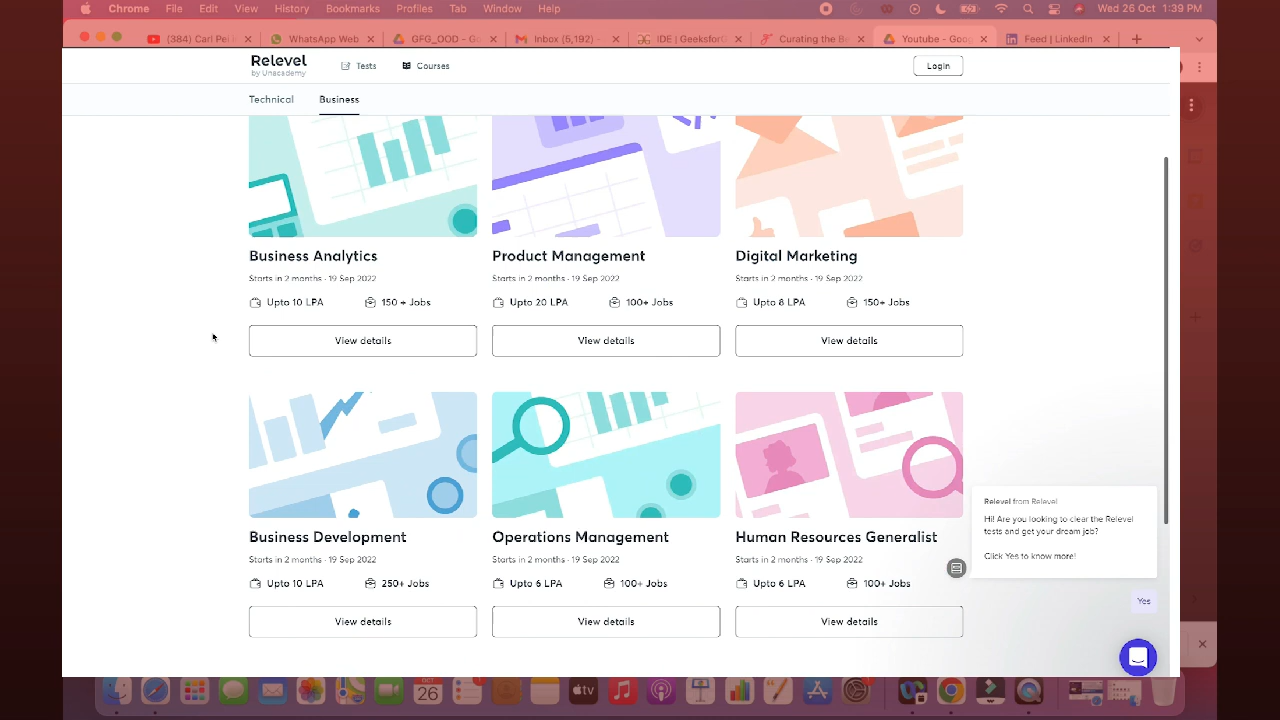 Chrome File Edit View History Bookmarks Profiles Tab Window Help Wed 26 Oct 1:39 PM
(384) Carl Pei WhatsApp Web GFG_OOD - G Inbox (5,192) - IDE | Geeksfor Curating the Be Youtube - Goo Feed | LinkedIn
Relevel
by Unacademy
Tests Courses Login
Technical Business
Business Analytics
Starts in 2 months · 19 Sep 2022
Upto 10 LPA 150 + Jobs
View details
Product Management
Starts in 2 months · 19 Sep 2022
Upto 20 LPA 100+ Jobs
View details
Digital Marketing
Starts in 2 months · 19 Sep 2022
Upto 8 LPA 150+ Jobs
View details
Business Development
Starts in 2 months · 19 Sep 2022
Upto 10 LPA 250+ Jobs
View details
Operations Management
Starts in 2 months · 19 Sep 2022
Upto 6 LPA 100+ Jobs
View details
Human Resources Generalist
Starts in 2 months · 19 Sep 2022
Upto 6 LPA 100+ Jobs
View details
Relevel from Relevel
Hi! Are you looking to clear the Relevel
tests and get your dream job?
Click Yes to know more!
Yes
OCT
26
tv